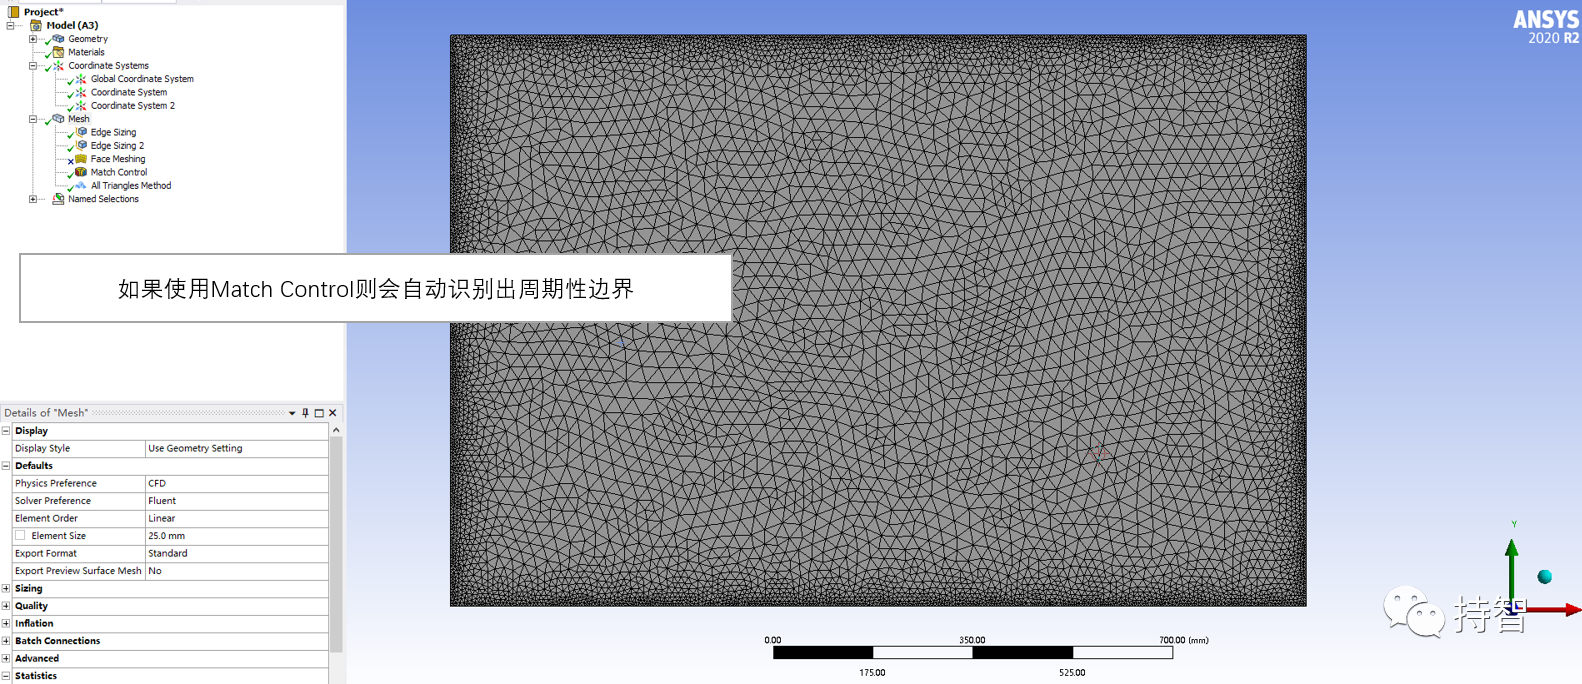 Project*
Model (A3)
Geometry
Materials
Coordinate Systems
Global Coordinate System
Coordinate System
Coordinate System 2
Mesh
Edge Sizing
Edge Sizing 2
Face Meshing
Match Control
All Triangles Method
Named Selections
ANSYS
2020 R2
如果使用Match Control则会自动识别出周期性边界
Details of "Mesh"
Display
Display Style Use Geometry Setting
Defaults
Physics Preference CFD
Solver Preference Fluent
Element Order Linear
Element Size 25.0 mm
Export Format Standard
Export Preview Surface Mesh No
Sizing
Quality
Inflation
Batch Connections
Advanced
Statistics
0.00 350.00 700.00 (mm)
175.00 525.00
Y
持智